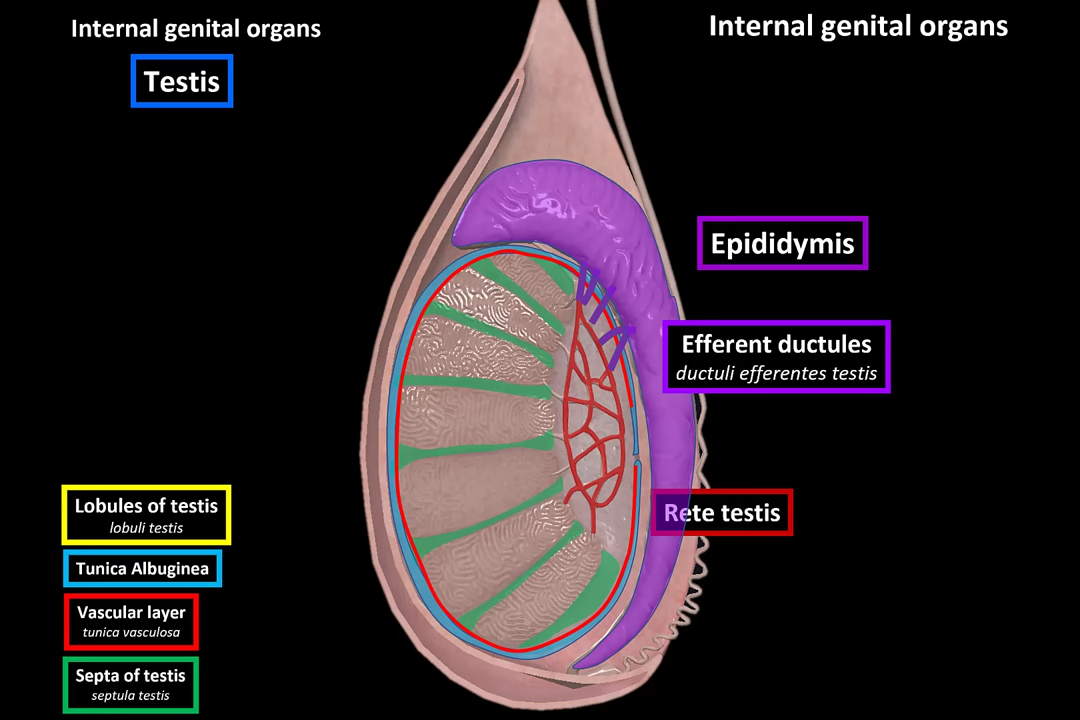 Internal genital organs
Testis
Internal genital organs
Epididymis
Efferent ductules
ductuli efferentes testis
Rete testis
Lobules of testis
lobuli testis
Tunica Albuginea
Vascular layer
tunica vasculosa
Septa of testis
septula testis